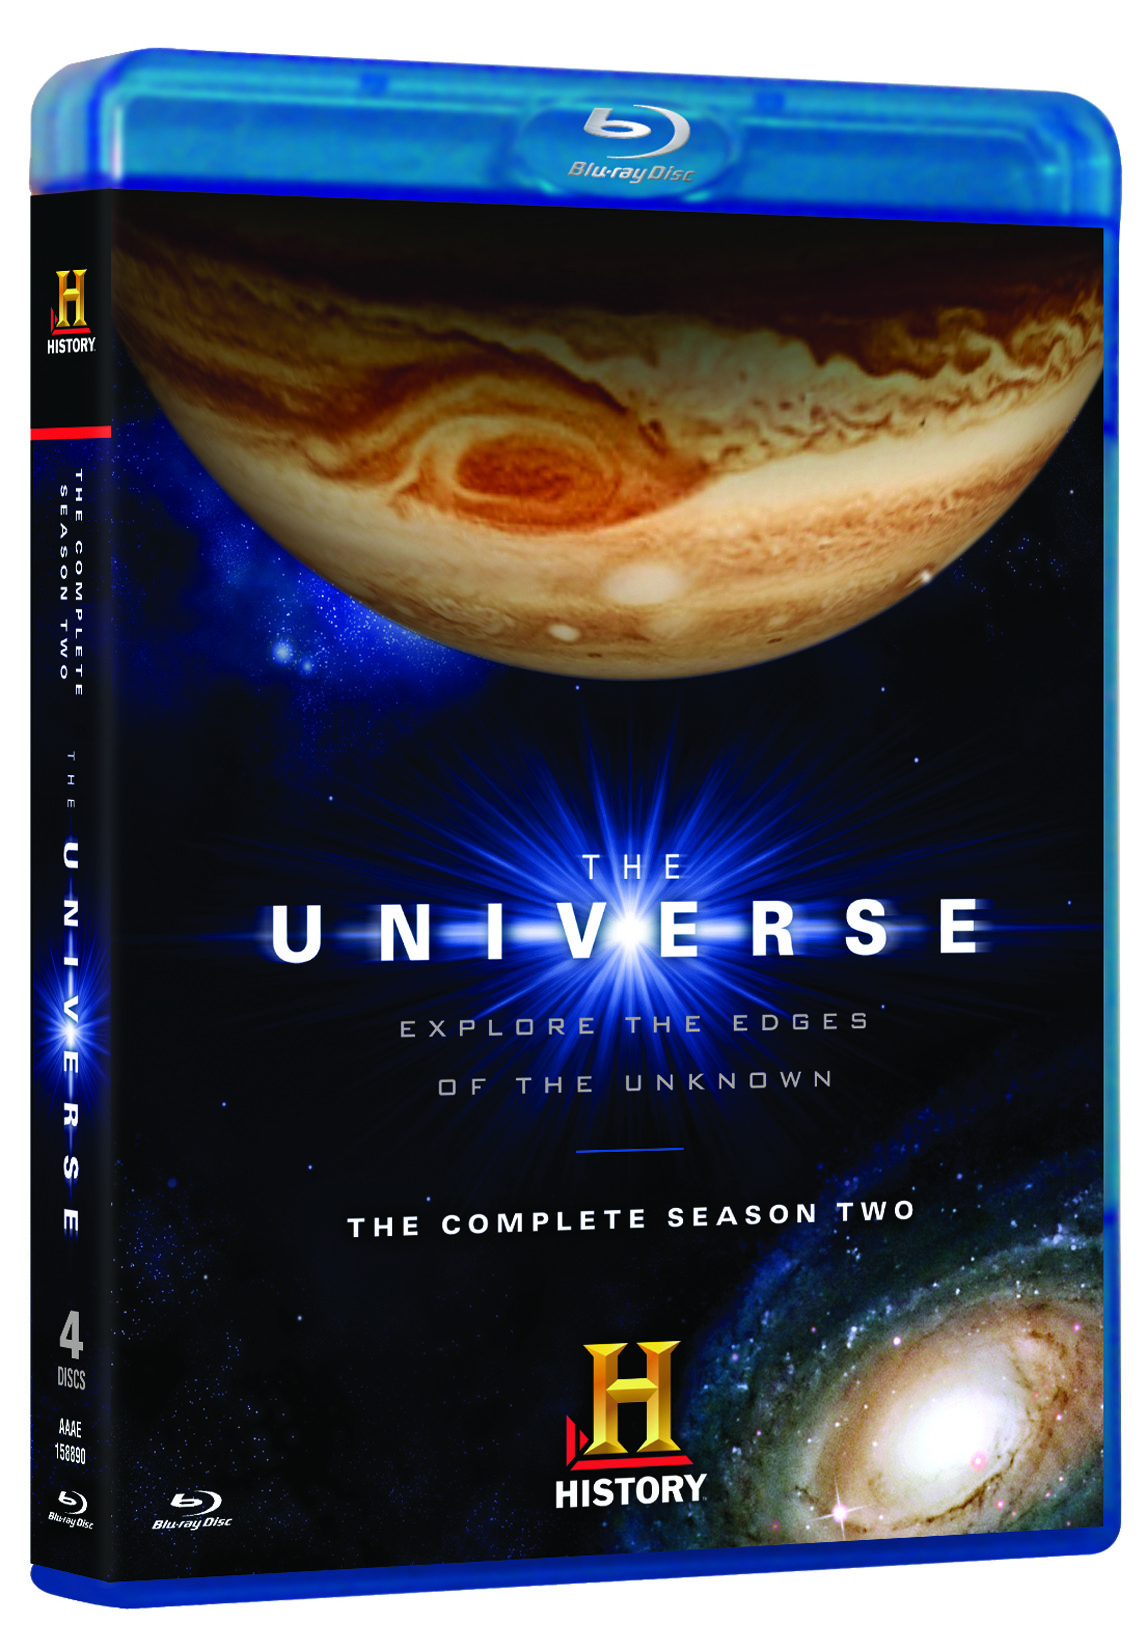 Blu-ray Disc
H
HISTORY
THE COMPLETE
SEASON TWO
THE
UNIVERSE
4
DISCS
AAAE
158890
Blu-ray Disc
THE
UNIVERSE
EXPLORE THE EDGES
OF THE UNKNOWN
THE COMPLETE SEASON TWO
H
HISTORY
Blu-ray Disc